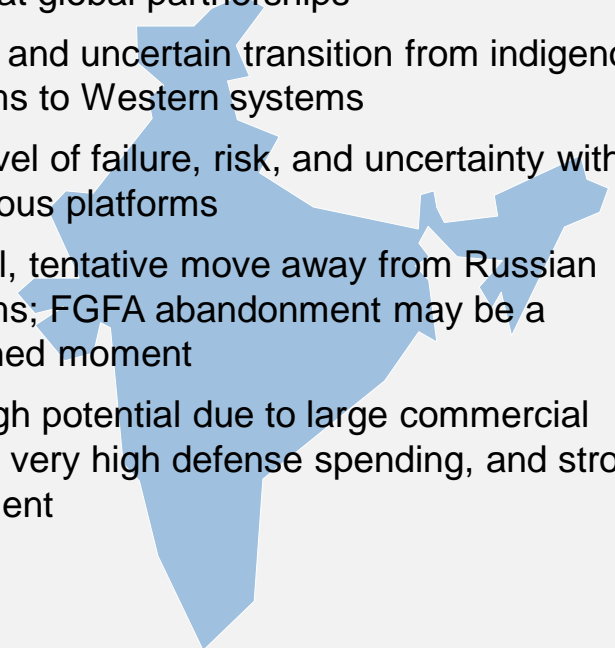 at global partnerships
and uncertain transition from indigeno
ns to Western systems
vel of failure, risk, and uncertainty with
ous platforms
l, tentative move away from Russian
ns; FGFA abandonment may be a
ned moment
gh potential due to large commercial
very high defense spending, and stro
ent